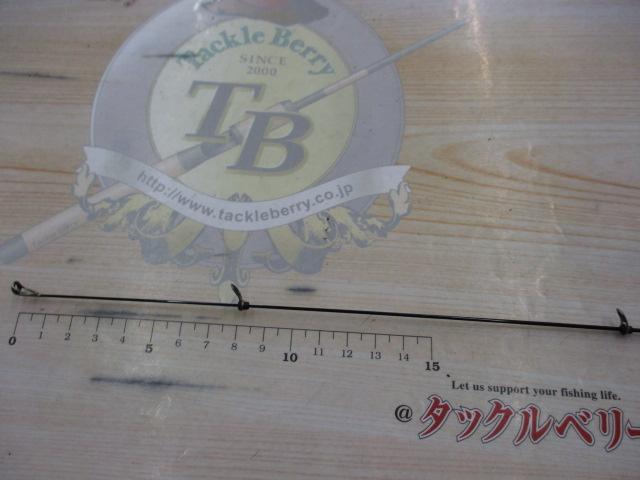 Tackle Berry
SINCE
2000
TB
http://www.tackleberry.co.jp
0 1 2 3 4 5 6 7 8 9 10 11 12 13 14 15
Let us support your fishing life.
@タックルベリー